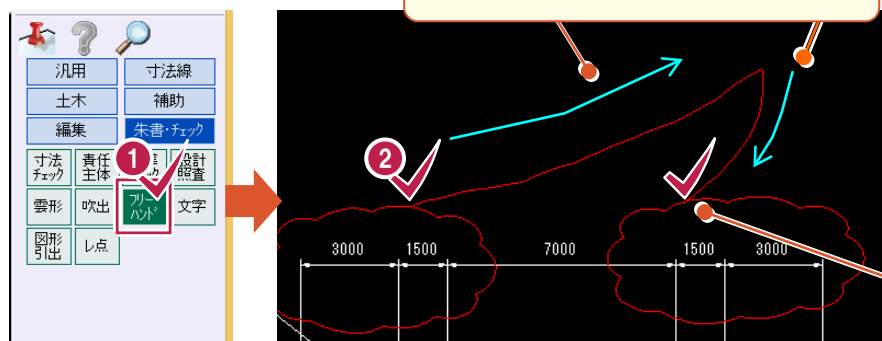 ?
汎用 寸法線
土木 補助
編集 朱書・チェック
寸法
チェック
責任
主体
設計
照査
雲形 吹出 フリー
ハンド 文字
図形
引出 レ点
1
2
3000 1500 7000 1500 3000